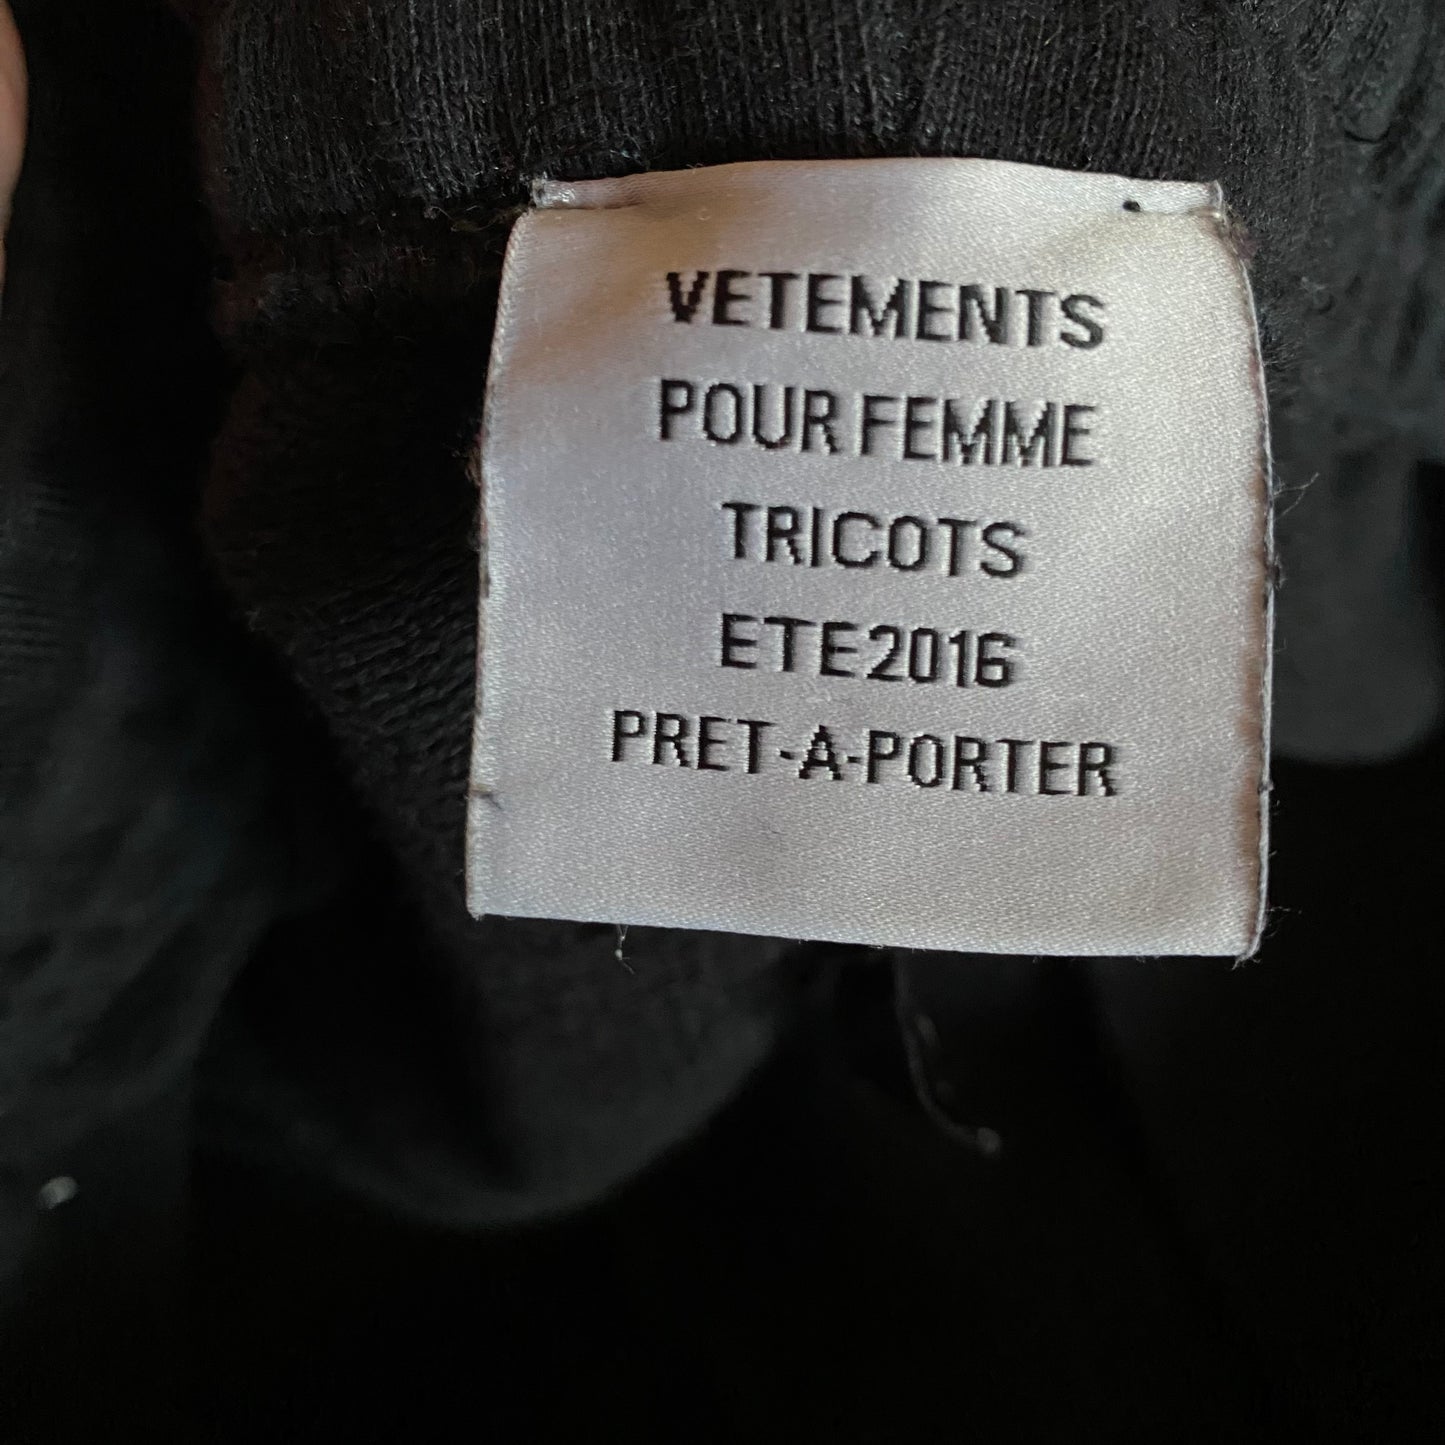 VETEMENTS
POUR FEMME
TRICOTS
ETE2016
PRET-A-PORTER